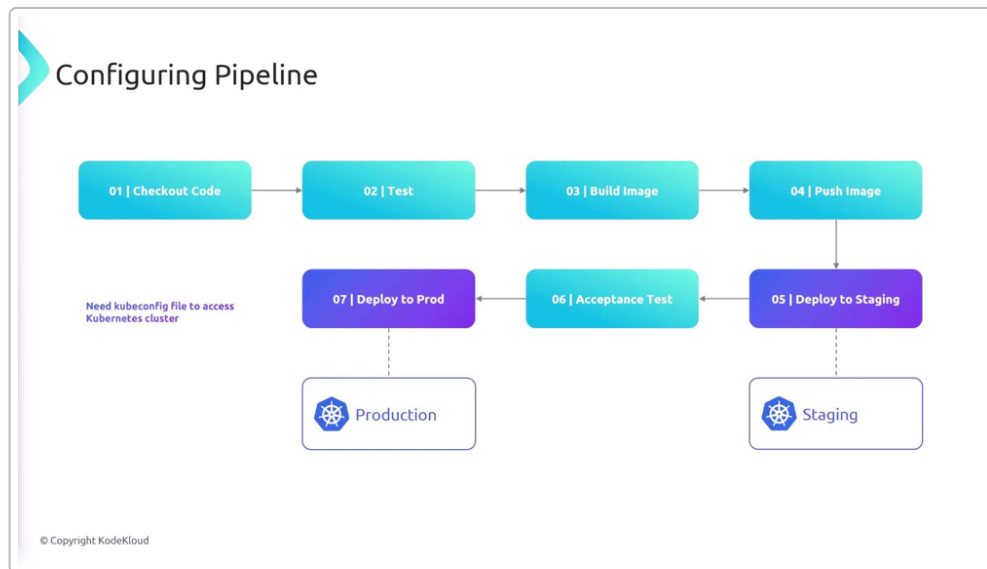 Configuring Pipeline
01 | Checkout Code
02 | Test
03 | Build Image
04 | Push Image
Need kubeconfig file to access
Kubernetes cluster
07 | Deploy to Prod
06 | Acceptance Test
05 | Deploy to Staging
Production
Staging
© Copyright KodeKloud